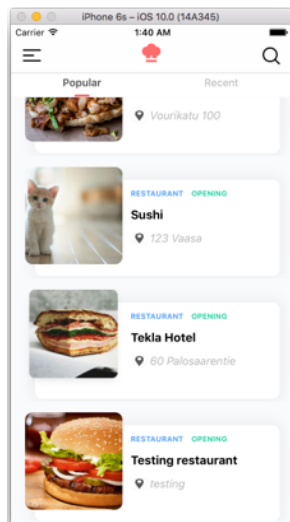 iPhone 6s – iOS 10.0 (14A345)
Carrier 1:40 AM
Popular Recent
Vourikatu 100
RESTAURANT OPENING
Sushi
123 Vaasa
RESTAURANT OPENING
Tekla Hotel
60 Palosaarentie
RESTAURANT OPENING
Testing restaurant
testing